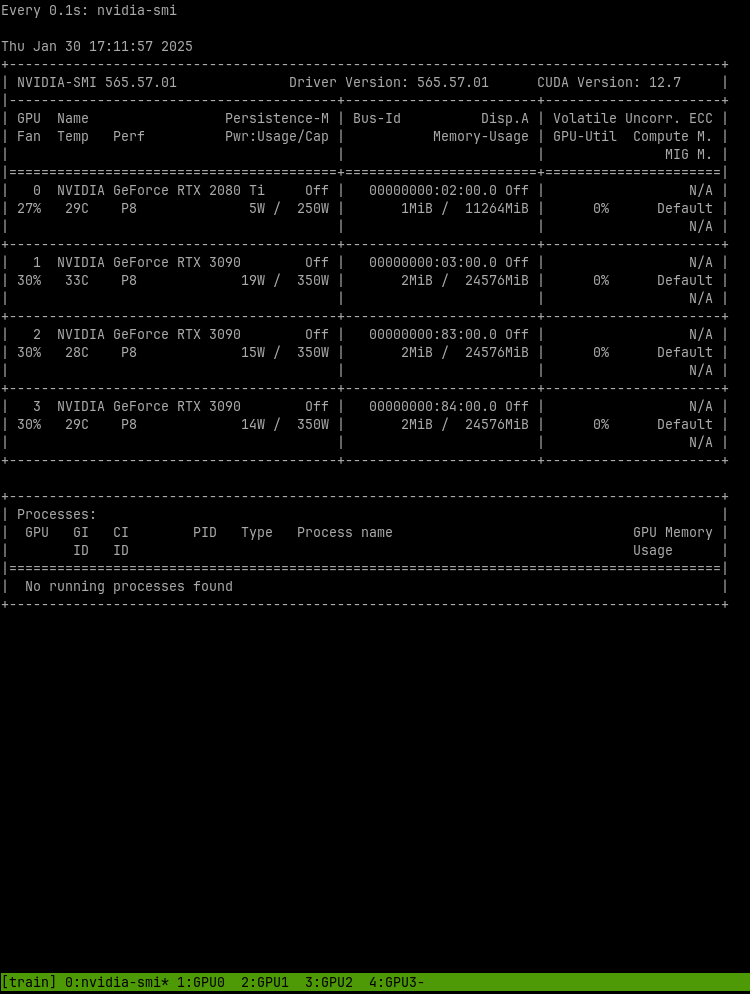 Every 0.1s: nvidia-smi
Thu Jan 30 17:11:57 2025
+-----------------------------------------------------------------------------------------+
| NVIDIA-SMI 565.57.01              Driver Version: 565.57.01      CUDA Version: 12.7     |
|-----------------------------------------+------------------------+----------------------+
| GPU  Name                 Persistence-M | Bus-Id          Disp.A | Volatile Uncorr. ECC |
| Fan  Temp   Perf          Pwr:Usage/Cap |           Memory-Usage | GPU-Util  Compute M. |
|                                         |                        |               MIG M. |
|=========================================+========================+======================|
|   0  NVIDIA GeForce RTX 2080 Ti     Off |   00000000:02:00.0 Off |                  N/A |
| 27%   29C    P8               5W /  250W |       1MiB /  11264MiB |      0%      Default |
|                                         |                        |                  N/A |
+-----------------------------------------+------------------------+----------------------+
|   1  NVIDIA GeForce RTX 3090        Off |   00000000:03:00.0 Off |                  N/A |
| 30%   33C    P8              19W /  350W |       2MiB /  24576MiB |      0%      Default |
|                                         |                        |                  N/A |
+-----------------------------------------+------------------------+----------------------+
|   2  NVIDIA GeForce RTX 3090        Off |   00000000:83:00.0 Off |                  N/A |
| 30%   28C    P8              15W /  350W |       2MiB /  24576MiB |      0%      Default |
|                                         |                        |                  N/A |
+-----------------------------------------+------------------------+----------------------+
|   3  NVIDIA GeForce RTX 3090        Off |   00000000:84:00.0 Off |                  N/A |
| 30%   29C    P8              14W /  350W |       2MiB /  24576MiB |      0%      Default |
|                                         |                        |                  N/A |
+-----------------------------------------+------------------------+----------------------+
+-----------------------------------------------------------------------------------------+
| Processes:                                                                              |
|  GPU   GI   CI        PID   Type   Process name                              GPU Memory |
|        ID   ID                                                               Usage      |
|=========================================================================================|
|  No running processes found                                                             |
+-----------------------------------------------------------------------------------------+
[train] 0:nvidia-smi* 1:GPU0  2:GPU1  3:GPU2  4:GPU3-